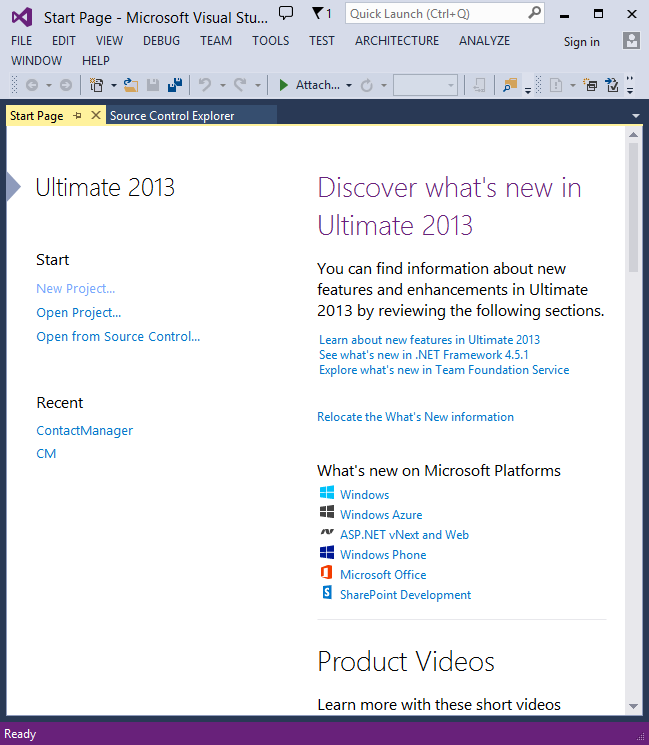 Start Page - Microsoft Visual Stu...
1
Quick Launch (Ctrl+Q)
FILE EDIT VIEW DEBUG TEAM TOOLS TEST ARCHITECTURE ANALYZE
Sign in
WINDOW HELP
Attach...
Start Page
Source Control Explorer
Ultimate 2013
Start
New Project...
Open Project...
Open from Source Control...
Recent
ContactManager
CM
Discover what's new in
Ultimate 2013
You can find information about new
features and enhancements in Ultimate
2013 by reviewing the following sections.
Learn about new features in Ultimate 2013
See what's new in .NET Framework 4.5.1
Explore what's new in Team Foundation Service
Relocate the What's New information
What's new on Microsoft Platforms
Windows
Windows Azure
ASP.NET vNext and Web
Windows Phone
Microsoft Office
SharePoint Development
Product Videos
Learn more with these short videos
Ready